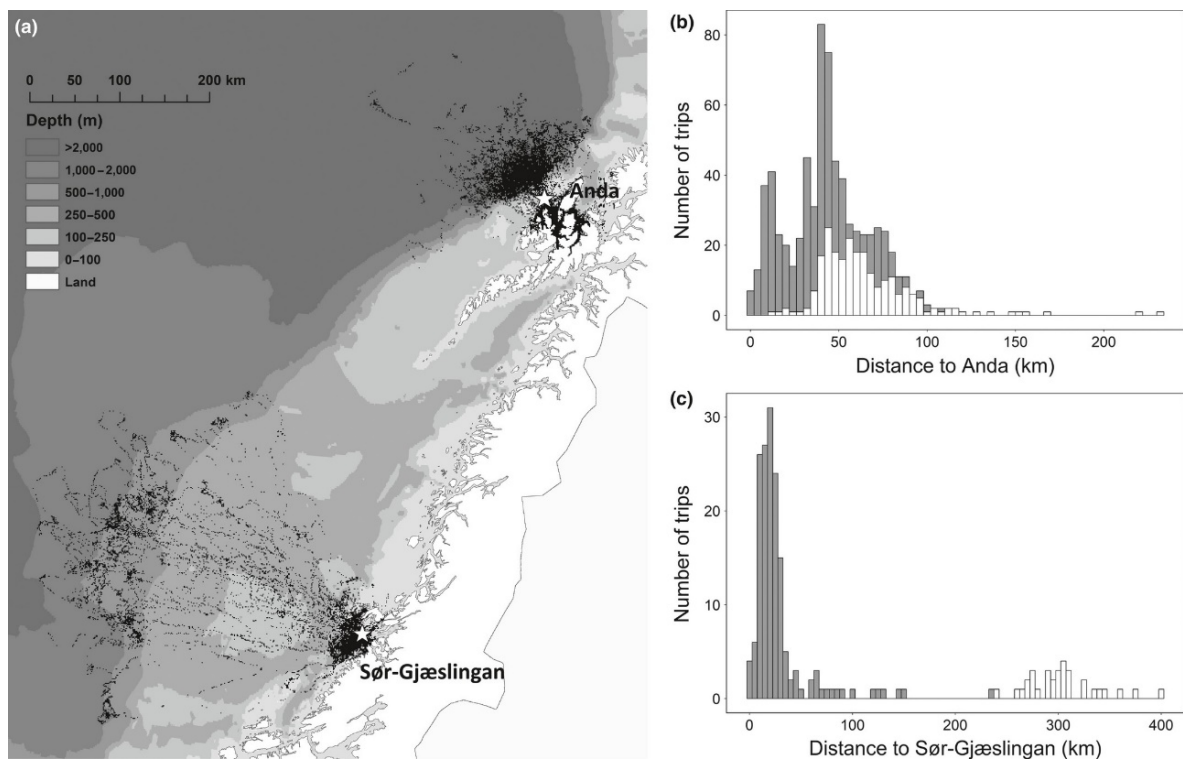 (a)
0 50 100 200 km
Depth (m)
>2,000
1,000–2,000
500–1,000
250–500
100–250
0–100
Land
Anda
Sør-Gjæslingan
(b)
Number of trips
80
60
40
20
0
0 50 100 150 200
Distance to Anda (km)
(c)
Number of trips
30
20
10
0
0 100 200 300 400
Distance to Sør-Gjæslingan (km)